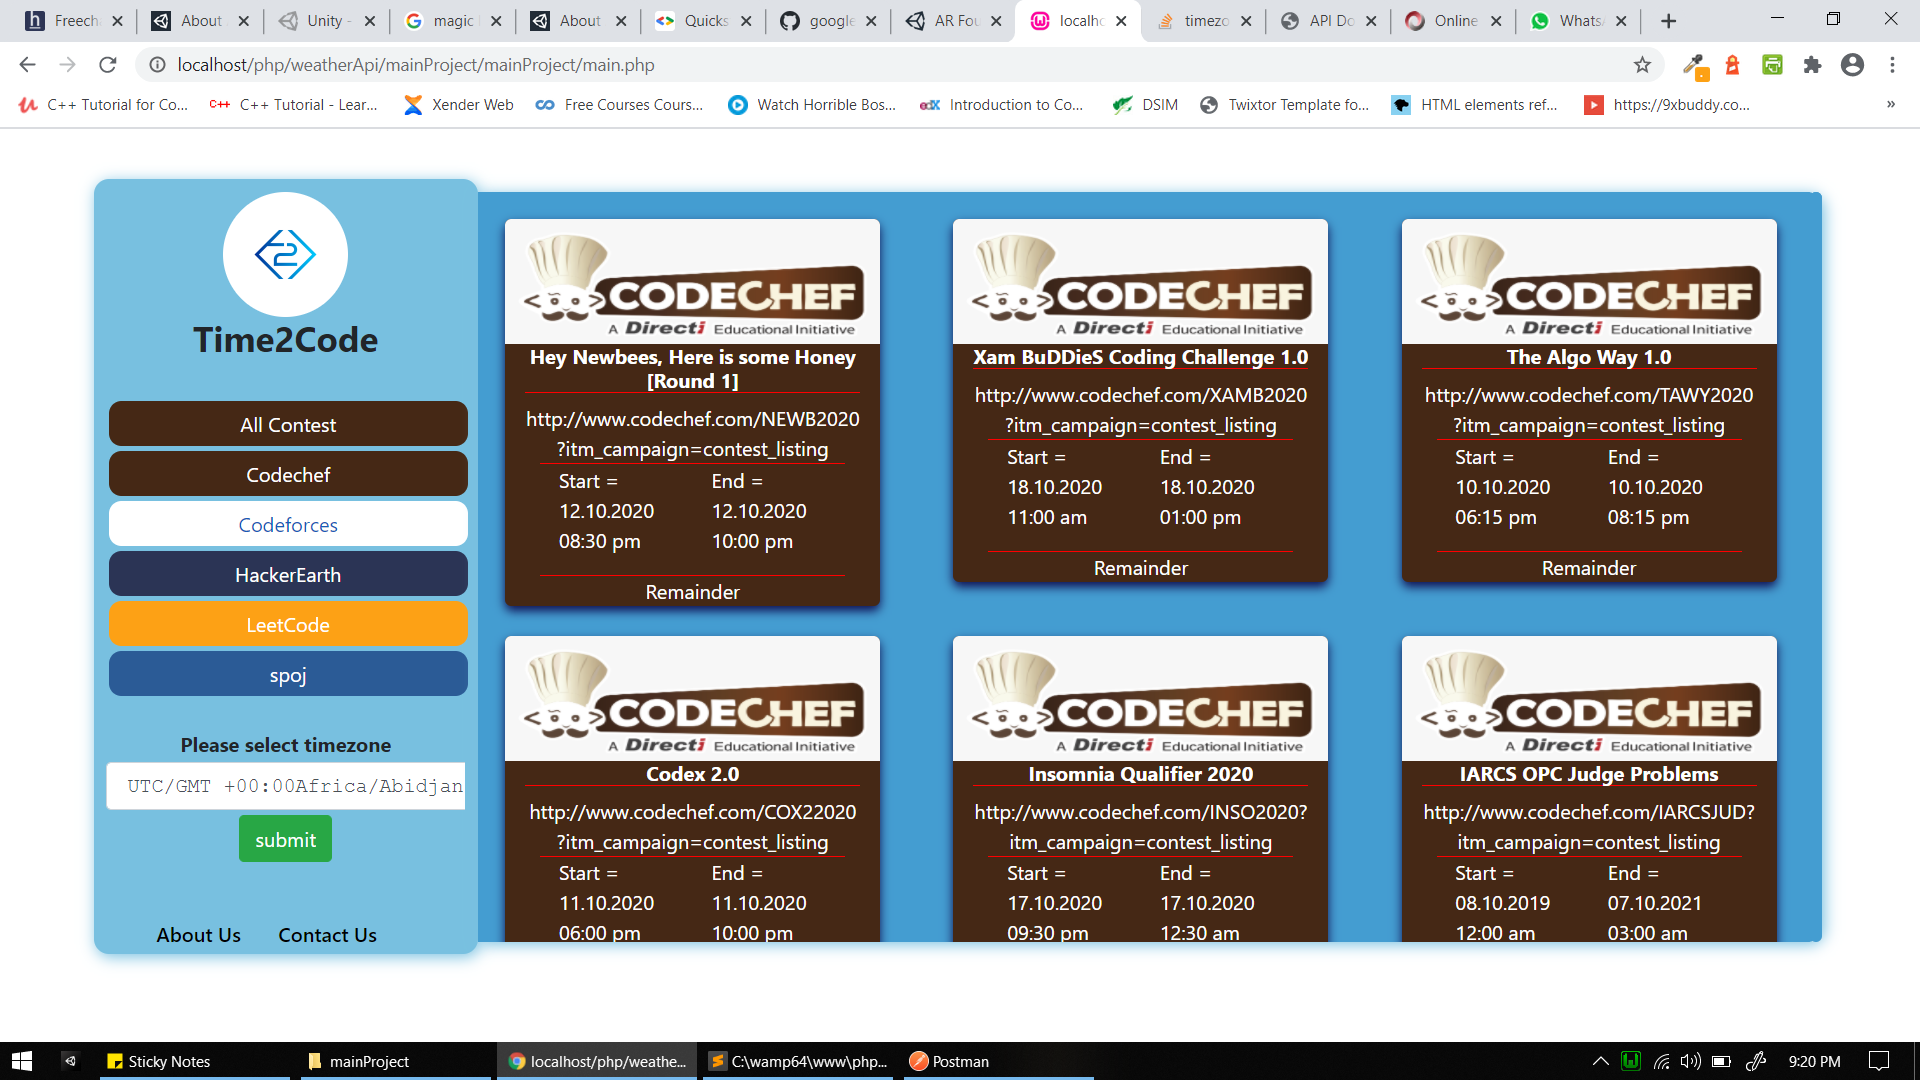 Freech
About
Unity -
magic
About
Quicks
google
AR Fou
localho
timezo
API Do
Online
Whats
localhost/php/weatherApi/mainProject/mainProject/main.php
C++ Tutorial for Co...
C++ Tutorial - Lear...
Xender Web
Free Courses Cours...
Watch Horrible Bos...
Introduction to Co...
DSIM
Twixtor Template fo...
HTML elements ref...
https://9xbuddy.co...
Time2Code
All Contest
Codechef
Codeforces
HackerEarth
LeetCode
spoj
Please select timezone
UTC/GMT +00:00Africa/Abidjan
submit
About Us Contact Us
CODECHEF
A Directi Educational Initiative
Hey Newbees, Here is some Honey
[Round 1]
http://www.codechef.com/NEWB2020
?itm_campaign=contest_listing
Start = End =
12.10.2020 12.10.2020
08:30 pm 10:00 pm
Remainder
CODECHEF
A Directi Educational Initiative
Xam BuDDieS Coding Challenge 1.0
http://www.codechef.com/XAMB2020
?itm_campaign=contest_listing
Start = End =
18.10.2020 18.10.2020
11:00 am 01:00 pm
Remainder
CODECHEF
A Directi Educational Initiative
The Algo Way 1.0
http://www.codechef.com/TAWY2020
?itm_campaign=contest_listing
Start = End =
10.10.2020 10.10.2020
06:15 pm 08:15 pm
Remainder
CODECHEF
A Directi Educational Initiative
Codex 2.0
http://www.codechef.com/COX22020
?itm_campaign=contest_listing
Start = End =
11.10.2020 11.10.2020
06:00 pm 10:00 pm
CODECHEF
A Directi Educational Initiative
Insomnia Qualifier 2020
http://www.codechef.com/INSO2020?
itm_campaign=contest_listing
Start = End =
17.10.2020 17.10.2020
09:30 pm 12:30 am
CODECHEF
A Directi Educational Initiative
IARCS OPC Judge Problems
http://www.codechef.com/IARCSJUD?
itm_campaign=contest_listing
Start = End =
08.10.2019 07.10.2021
12:00 am 03:00 am
Sticky Notes
mainProject
localhost/php/weathe...
C:\wamp64\www\php...
Postman
9:20 PM